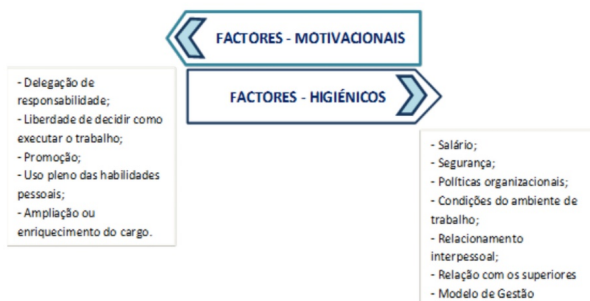 FACTORES - MOTIVACIONAIS
FACTORES - HIGIÉNICOS
- Delegação de
responsabilidade;
- Liberdade de decidir como
executar o trabalho;
- Promoção;
- Uso pleno das habilidades
pessoais;
- Ampliação ou
enriquecimento do cargo.
- Salário;
- Segurança;
- Políticas organizacionais;
- Condições do ambiente de
trabalho;
- Relacionamento
interpessoal;
- Relação com os superiores
- Modelo de Gestão